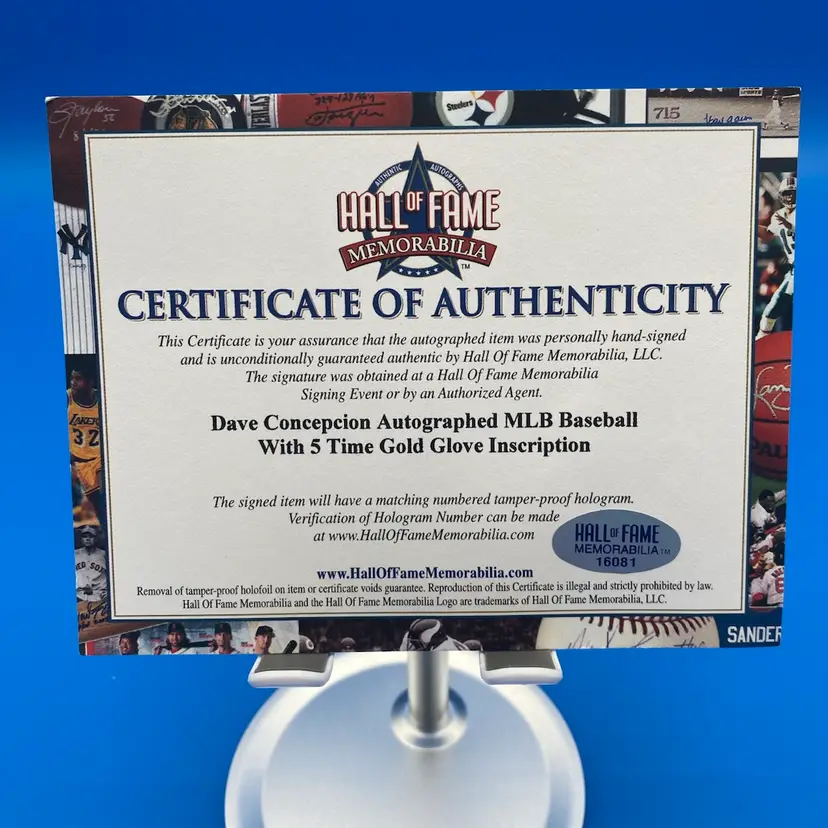 Steelers
715
AUTHENTIC AUTOGRAPHS
HALL OF FAME
MEMORABILIA
TM
CERTIFICATE OF AUTHENTICITY
This Certificate is your assurance that the autographed item was personally hand-signed
and is unconditionally guaranteed authentic by Hall Of Fame Memorabilia, LLC.
The signature was obtained at a Hall Of Fame Memorabilia
Signing Event or by an Authorized Agent.
Dave Concepcion Autographed MLB Baseball
With 5 Time Gold Glove Inscription
The signed item will have a matching numbered tamper-proof hologram.
Verification of Hologram Number can be made
at www.HallOfFameMemorabilia.com
HALL OF FAME
MEMORABILIA TM
16081
www.HallOfFameMemorabilia.com
Removal of tamper-proof holofoil on item or certificate voids guarantee. Reproduction of this Certificate is illegal and strictly prohibited by law.
Hall Of Fame Memorabilia and the Hall Of Fame Memorabilia Logo are trademarks of Hall Of Fame Memorabilia, LLC.
NY
LAKERS
32
RED SOX
SANDER